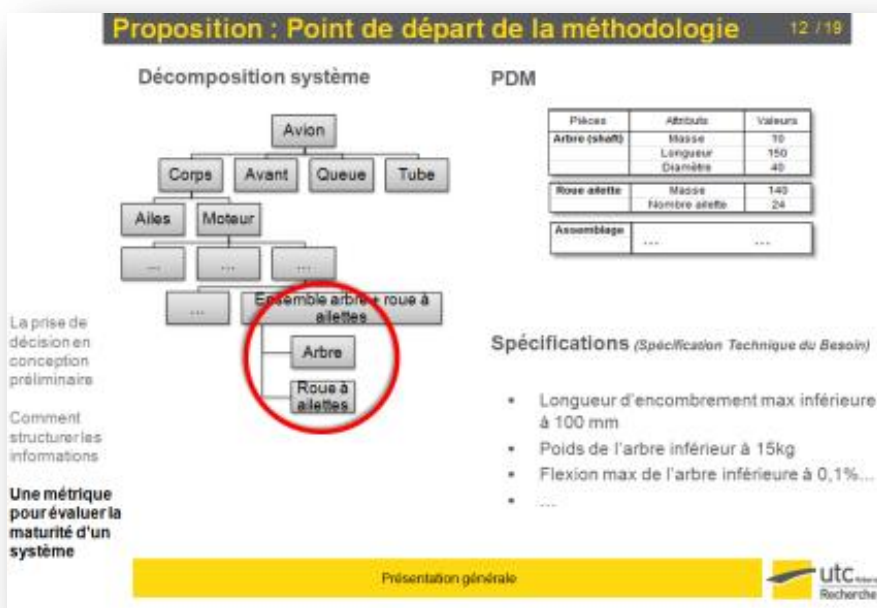 Proposition : Point de départ de la méthodologie 12 / 19
Décomposition système
Avion
Corps Avant Queue Tube
Ailes Moteur
... ... ...
... Ensemble arbre + roue à
ailettes
Arbre
Roue à
ailettes
PDM
Pièces Attributs Valeurs
Arbre (shaft) Masse 10
Longueur 150
Diamètre 40
Roue ailette Masse 140
Nombre ailette 24
Assemblage ... ...
Spécifications (Spécification Technique du Besoin)
• Longueur d'encombrement max inférieure
à 100 mm
• Poids de l'arbre inférieur à 15kg
• Flexion max de l'arbre inférieure à 0,1%...
• ...
La prise de
décision en
conception
préliminaire
Comment
structurer les
informations
Une métrique
pour évaluer la
maturité d'un
système
Présentation générale
utc
Recherche